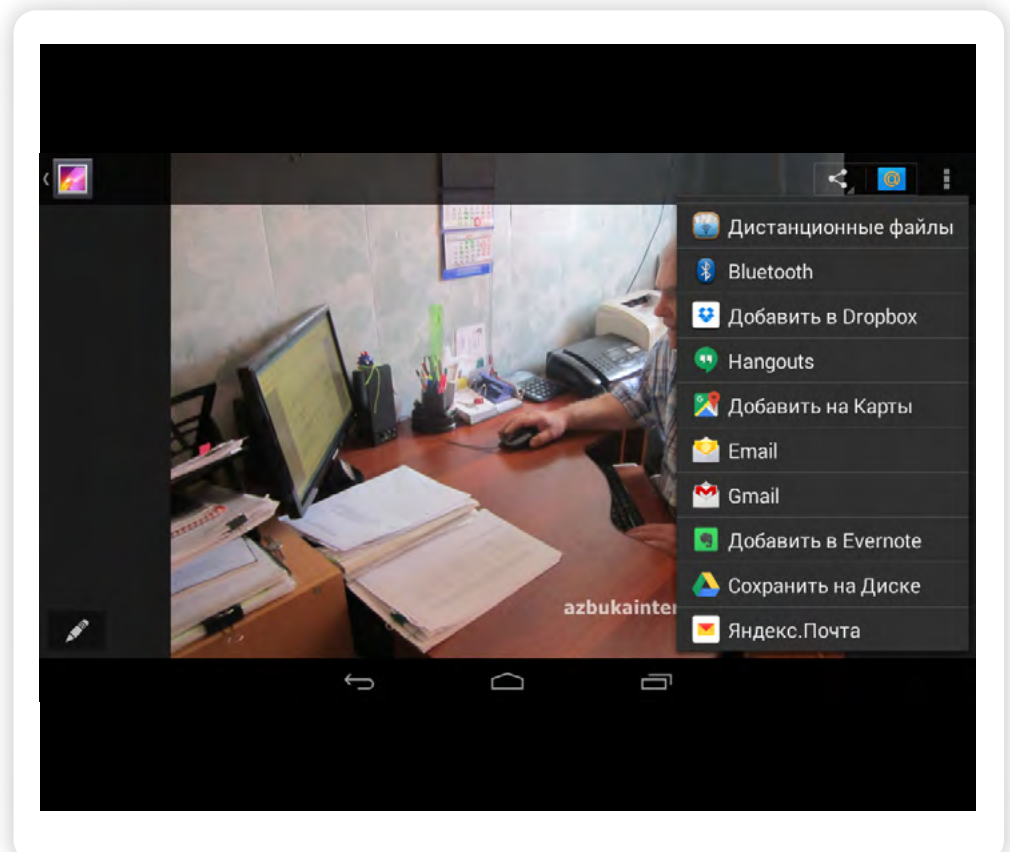 Дистанционные файлы
Bluetooth
Добавить в Dropbox
Hangouts
Добавить на Карты
Email
Gmail
Добавить в Evernote
Сохранить на Диске
Яндекс.Почта
azbukainter